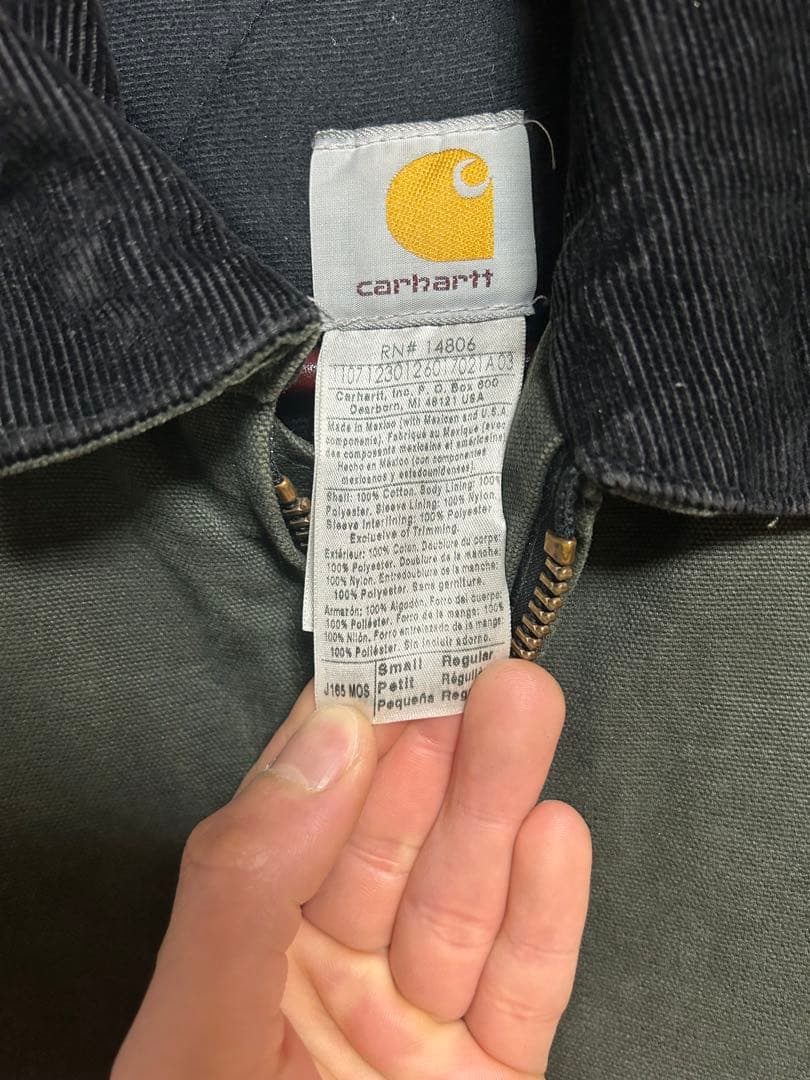 carhartt
RN# 14806
11071230126017021A03
Carhartt, Inc. P. O. Box 600
Dearborn, MI 48121 USA
Made in Mexico (with Mexican and U.S.A.
components). Fabriqué au Mexique (avec
des composants mexicaine et américaine)
Hecho en México (con componentes
mexicanos y estadounidenses).
Shell: 100% Cotton. Body Lining: 100%
Polyester, Sleeve Lining: 100% Nylon.
Sleeve Interlining: 100% Polyester.
Exclusive of Trimming.
Extérieur: 100% Coton. Doublure du corps:
100% Polyester. Doublure de la manche:
100% Nylon. Entredoublure de la manche:
100% Polyester. Sans garniture.
Armazón: 100% Algodón. Forro del cuerpo:
100% Poliéster. Forro de la manga: 100%
Nilón. Forro entrelazado de la manga:
100% Poliéster. Sin incluir adorno.
Small Regular
J165 MOS Petit
Pequeña